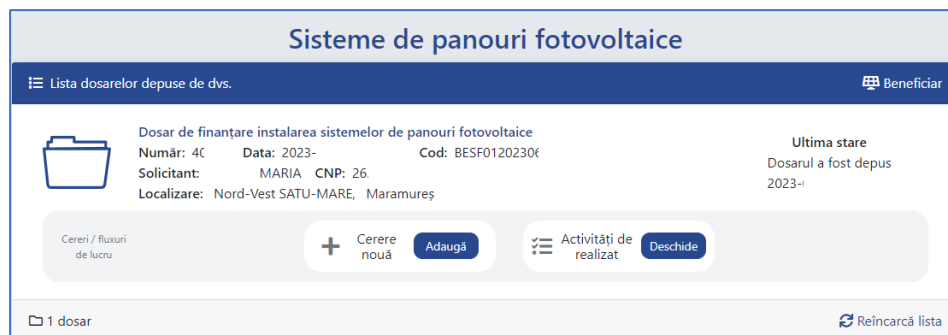 Sisteme de panouri fotovoltaice
Lista dosarelor depuse de dvs. Beneficiar
Dosar de finanțare instalarea sistemelor de panouri fotovoltaice
Număr: 40 Data: 2023- Cod: BESF01202306
Solicitant: MARIA CNP: 26.
Localizare: Nord-Vest SATU-MARE, Maramureș
Ultima stare
Dosarul a fost depus
2023-
Cereri / fluxuri
de lucru
Cerere
nouă
Adaugă
Activități de
realizat
Deschide
1 dosar Reîncarcă lista